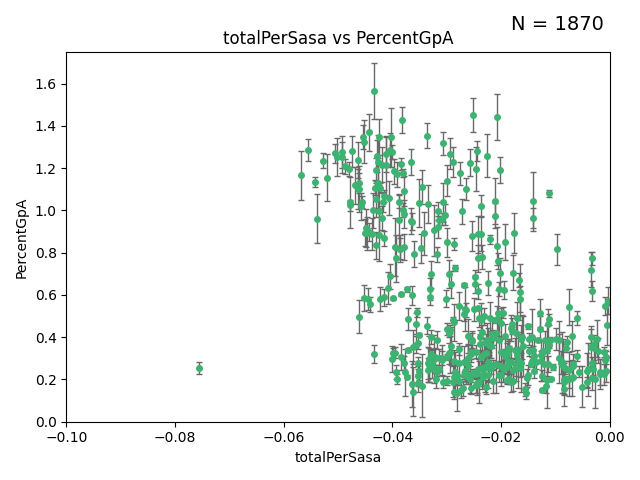 N = 1870
totalPerSasa vs PercentGpA
PercentGpA
1.6
1.4
1.2
1.0
0.8
0.6
0.4
0.2
0.0
−0.10 −0.08 −0.06 −0.04 −0.02 0.00
totalPerSasa